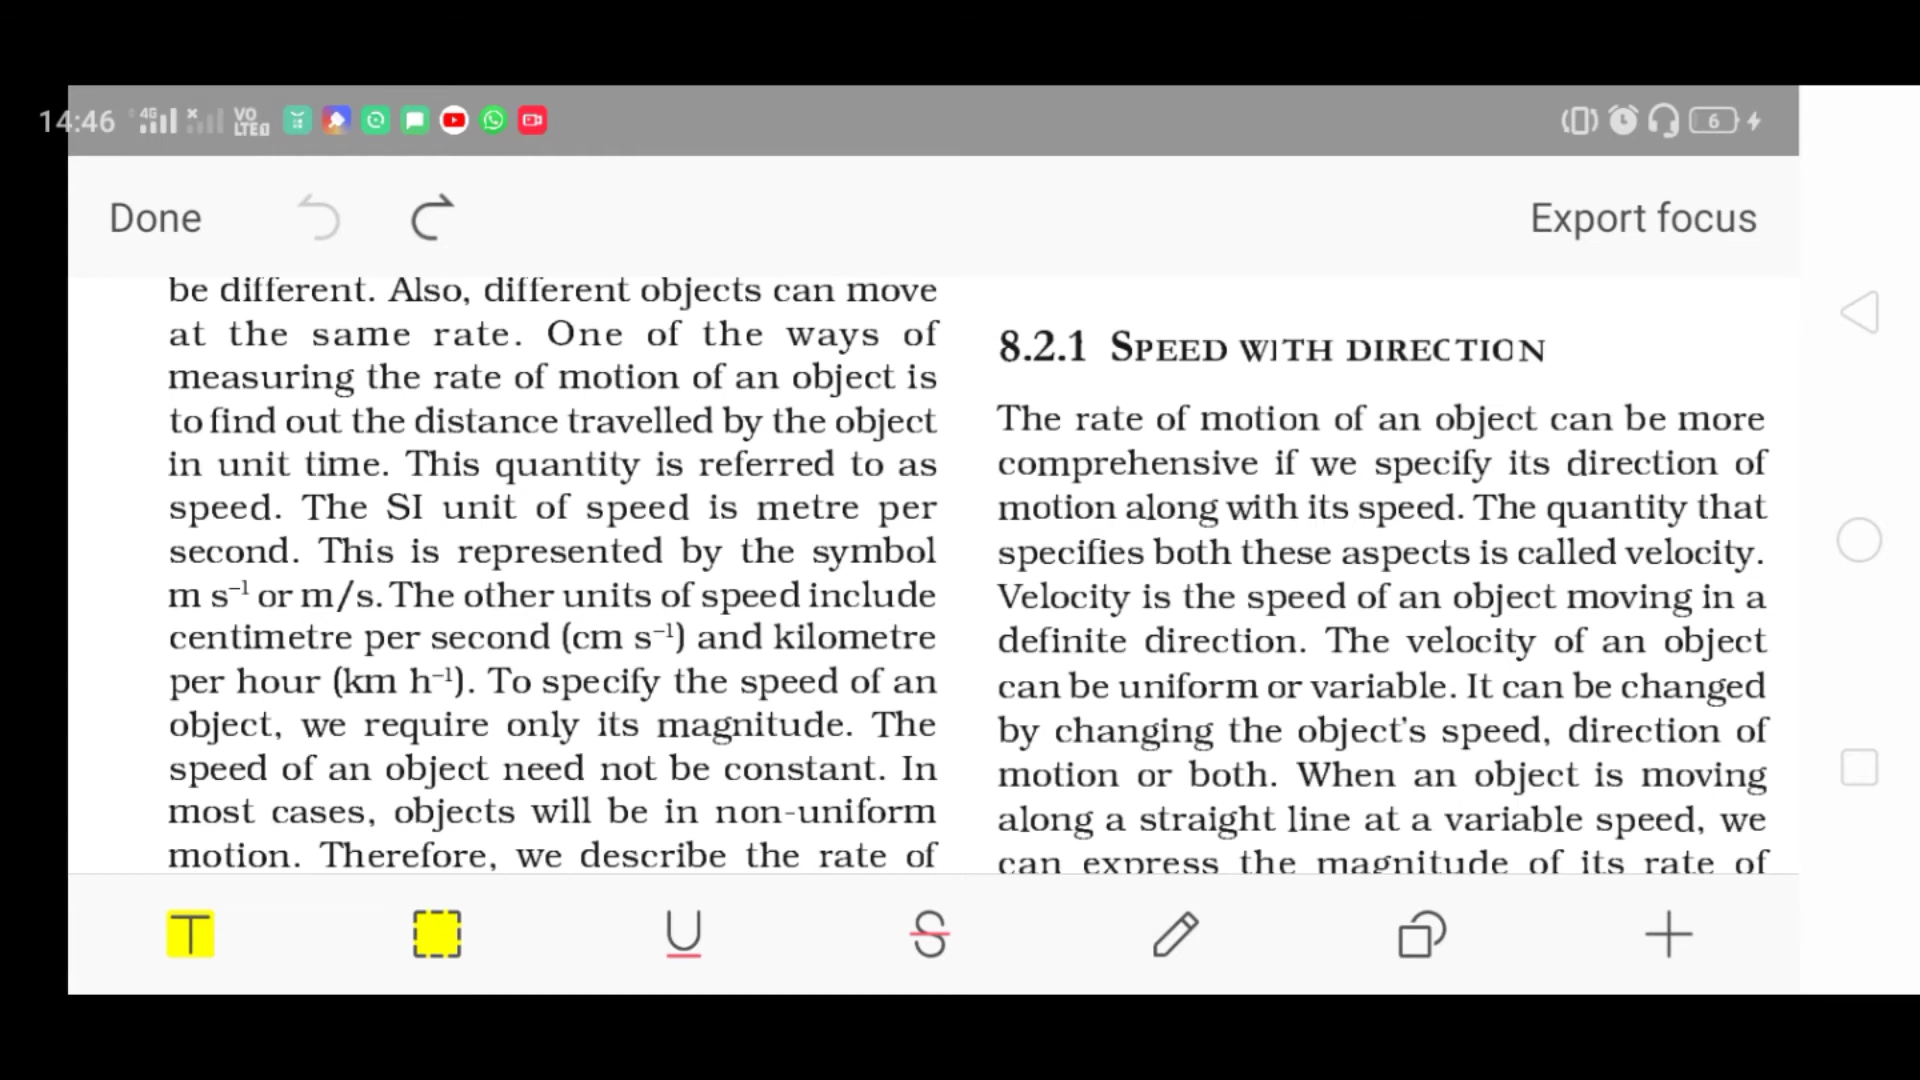 14:46 4G VO LTE 6
Done
Export focus
be different. Also, different objects can move
at the same rate. One of the ways of
measuring the rate of motion of an object is
to find out the distance travelled by the object
in unit time. This quantity is referred to as
speed. The SI unit of speed is metre per
second. This is represented by the symbol
m s⁻¹ or m/s. The other units of speed include
centimetre per second (cm s⁻¹) and kilometre
per hour (km h⁻¹). To specify the speed of an
object, we require only its magnitude. The
speed of an object need not be constant. In
most cases, objects will be in non-uniform
motion. Therefore, we describe the rate of
8.2.1 SPEED WITH DIRECTION
The rate of motion of an object can be more
comprehensive if we specify its direction of
motion along with its speed. The quantity that
specifies both these aspects is called velocity.
Velocity is the speed of an object moving in a
definite direction. The velocity of an object
can be uniform or variable. It can be changed
by changing the object's speed, direction of
motion or both. When an object is moving
along a straight line at a variable speed, we
can express the magnitude of its rate of
T U S